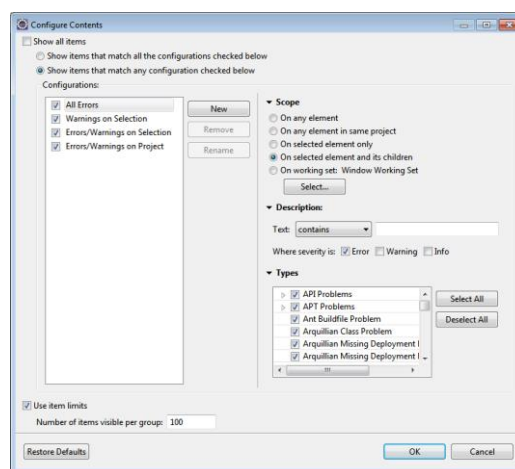 Configure Contents
Show all items
Show items that match all the configurations checked below
Show items that match any configuration checked below
Configurations:
All Errors
Warnings on Selection
Errors/Warnings on Selection
Errors/Warnings on Project
New
Remove
Rename
Scope
On any element
On any element in same project
On selected element only
On selected element and its children
On working set: Window Working Set
Select...
Description:
Text: contains
Where severity is: Error Warning Info
Types
API Problems
APT Problems
Ant Buildfile Problem
Arquillian Class Problem
Arquillian Missing Deployment
Arquillian Missing Deployment
Select All
Deselect All
Use item limits
Number of items visible per group: 100
Restore Defaults
OK
Cancel